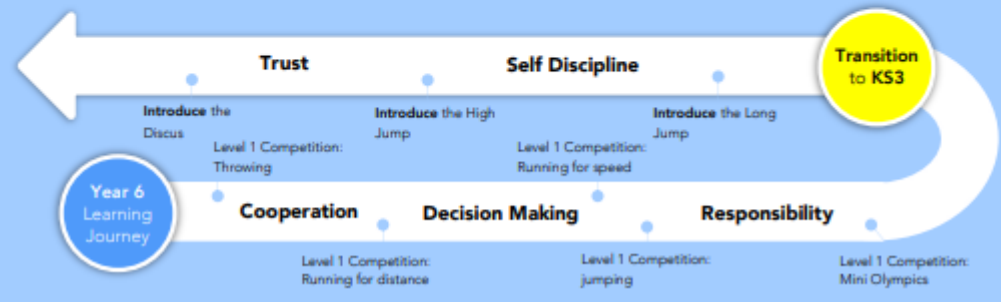 Trust
Self Discipline
Transition
to KS3
Introduce the
Discus
Introduce the High
Jump
Introduce the Long
Jump
Level 1 Competition:
Throwing
Level 1 Competition:
Running for speed
Year 6
Learning
Journey
Cooperation
Decision Making
Responsibility
Level 1 Competition:
Running for distance
Level 1 Competition:
jumping
Level 1 Competition:
Mini Olympics